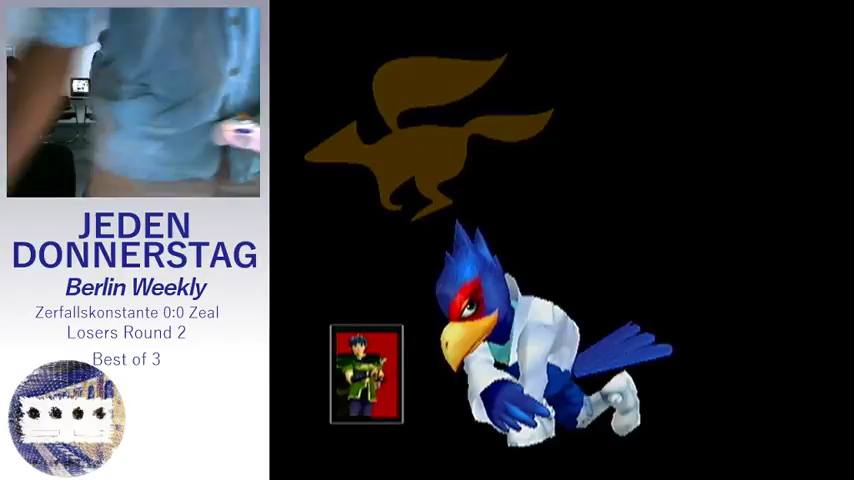 JEDEN
DONNERSTAG
Berlin Weekly
Zerfallskonstante 0:0 Zeal
Losers Round 2
Best of 3